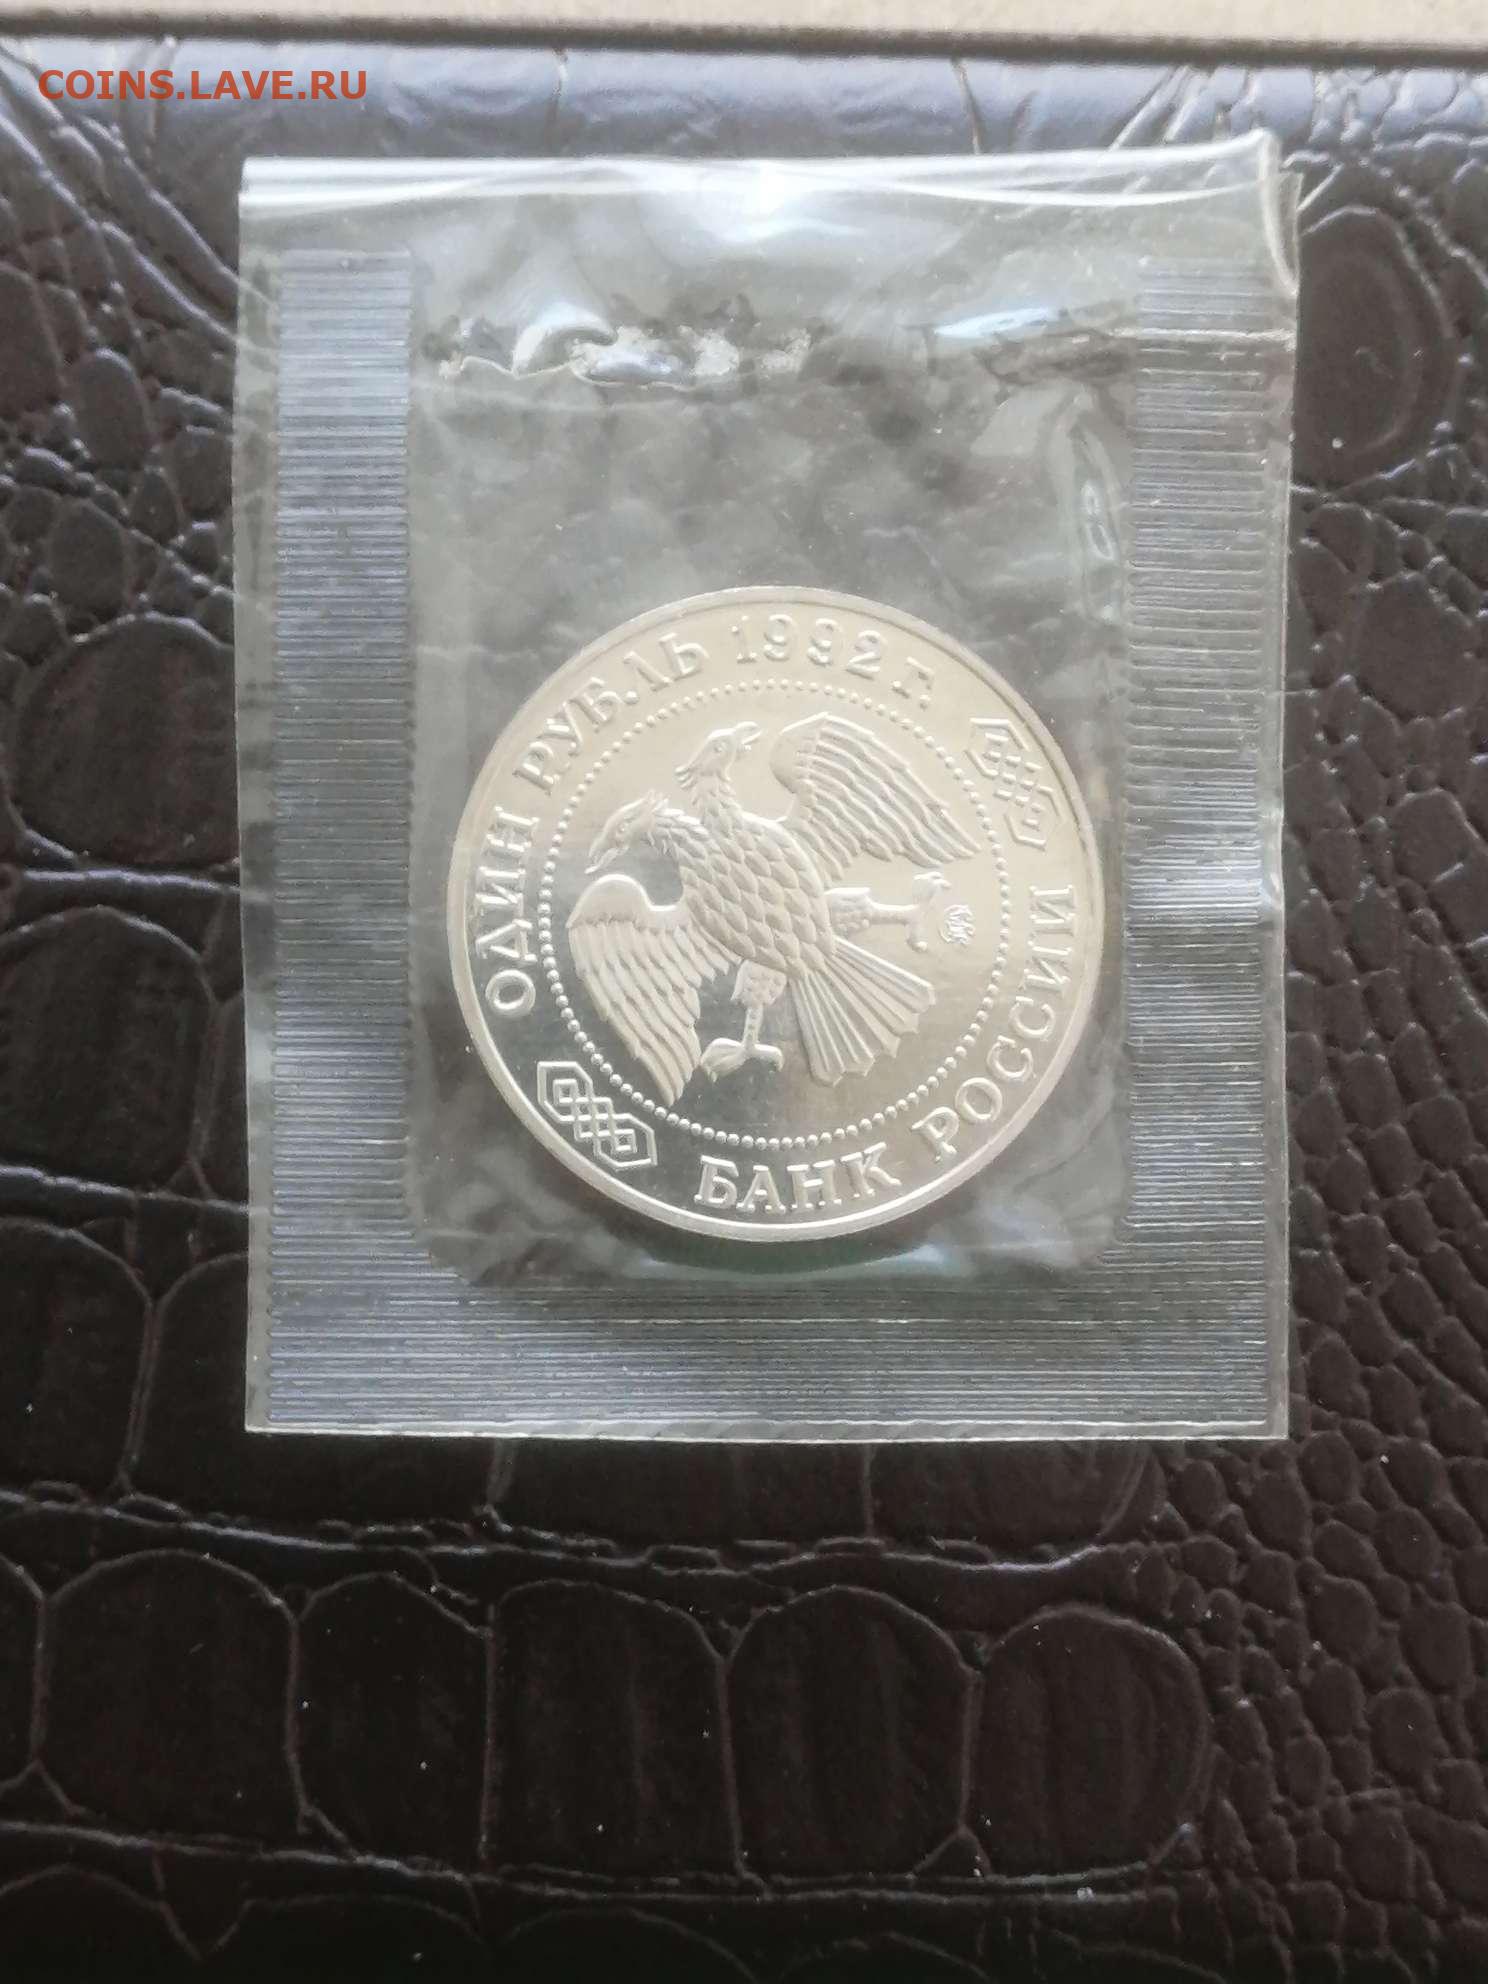 COINS.LAVE.RU
ОДИН РУБЛЬ 1992 г.
БАНК РОССИИ